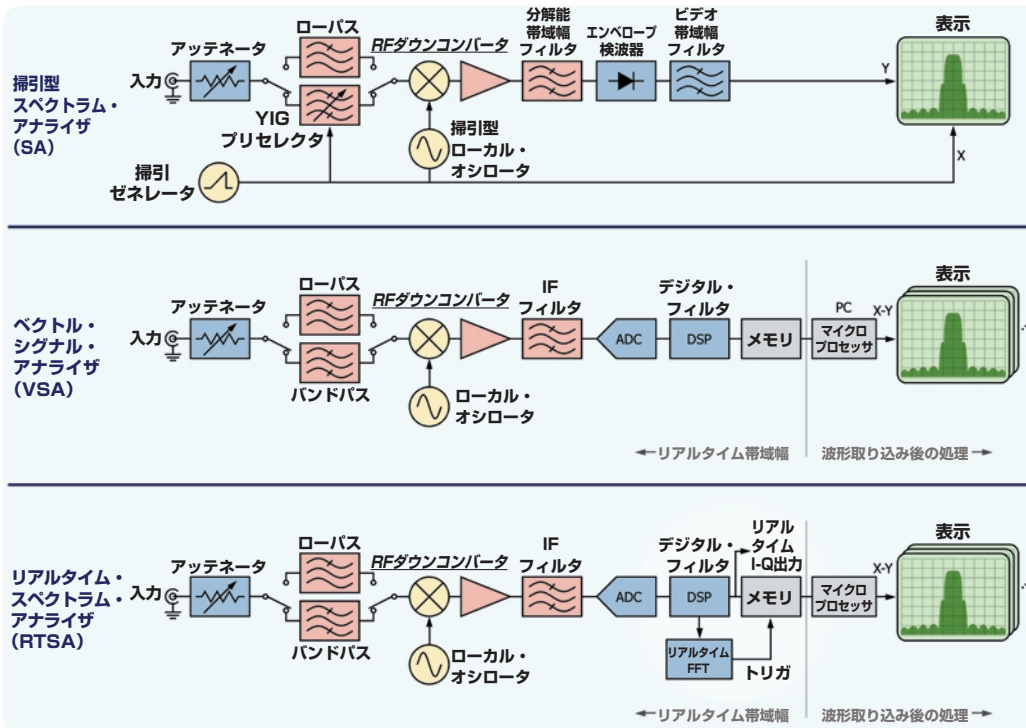 掃引型
スペクトラム・
アナライザ
(SA)
入力
アッテネータ
ローパス
YIG
プリセレクタ
RFダウンコンバータ
掃引型
ローカル・
オシロータ
分解能
帯域幅
フィルタ
エンベロープ
検波器
ビデオ
帯域幅
フィルタ
Y
表示
X
掃引
ゼネレータ
ベクトル・
シグナル・
アナライザ
(VSA)
入力
アッテネータ
ローパス
バンドパス
RFダウンコンバータ
ローカル・
オシロータ
IF
フィルタ
ADC
デジタル・
フィルタ
DSP
メモリ
PC
マイクロ
プロセッサ
X-Y
表示
リアルタイム帯域幅
波形取り込み後の処理
リアルタイム・
スペクトラム・
アナライザ
(RTSA)
入力
アッテネータ
ローパス
バンドパス
RFダウンコンバータ
ローカル・
オシロータ
IF
フィルタ
ADC
デジタル・
フィルタ
DSP
リアル
タイム
I-Q出力
メモリ
リアルタイム
FFT
トリガ
マイクロ
プロセッサ
X-Y
表示
リアルタイム帯域幅
波形取り込み後の処理